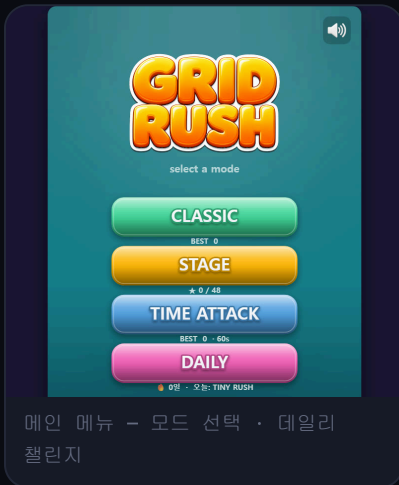 GRID
RUSH
select a mode
CLASSIC
BEST 0
STAGE
★ 0 / 48
TIME ATTACK
BEST 0 · 60s
DAILY
🔥 0일 · 오늘: TINY RUSH
메인 메뉴 — 모드 선택 · 데일리
챌린지